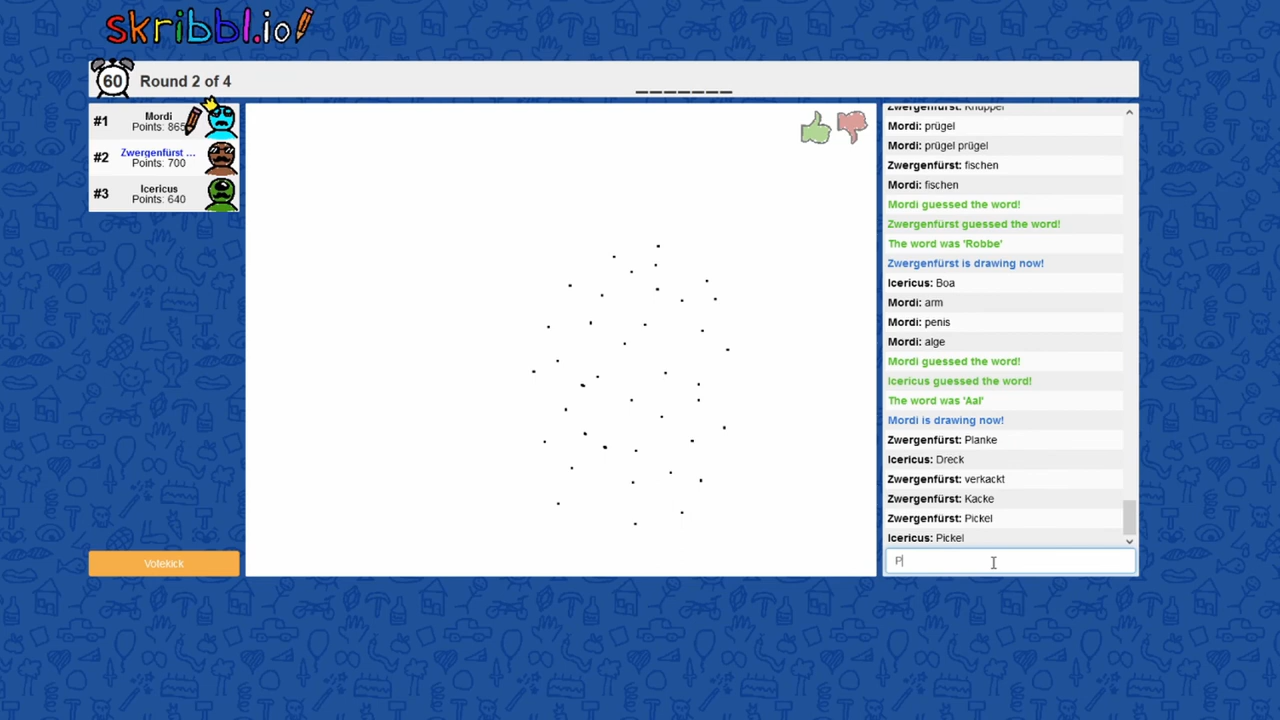 skribbl.io
60 Round 2 of 4 _______
#1 Mordi
Points: 865
#2 Zwergenfürst ...
Points: 700
#3 Icericus
Points: 640
Votekick
Zwergenfürst: Knüppel
Mordi: prügel
Mordi: prügel prügel
Zwergenfürst: fischen
Mordi: fischen
Mordi guessed the word!
Zwergenfürst guessed the word!
The word was 'Robbe'
Zwergenfürst is drawing now!
Icericus: Boa
Mordi: arm
Mordi: penis
Mordi: alge
Mordi guessed the word!
Icericus guessed the word!
The word was 'Aal'
Mordi is drawing now!
Zwergenfürst: Planke
Icericus: Dreck
Zwergenfürst: verkackt
Zwergenfürst: Kacke
Zwergenfürst: Pickel
Icericus: Pickel
P